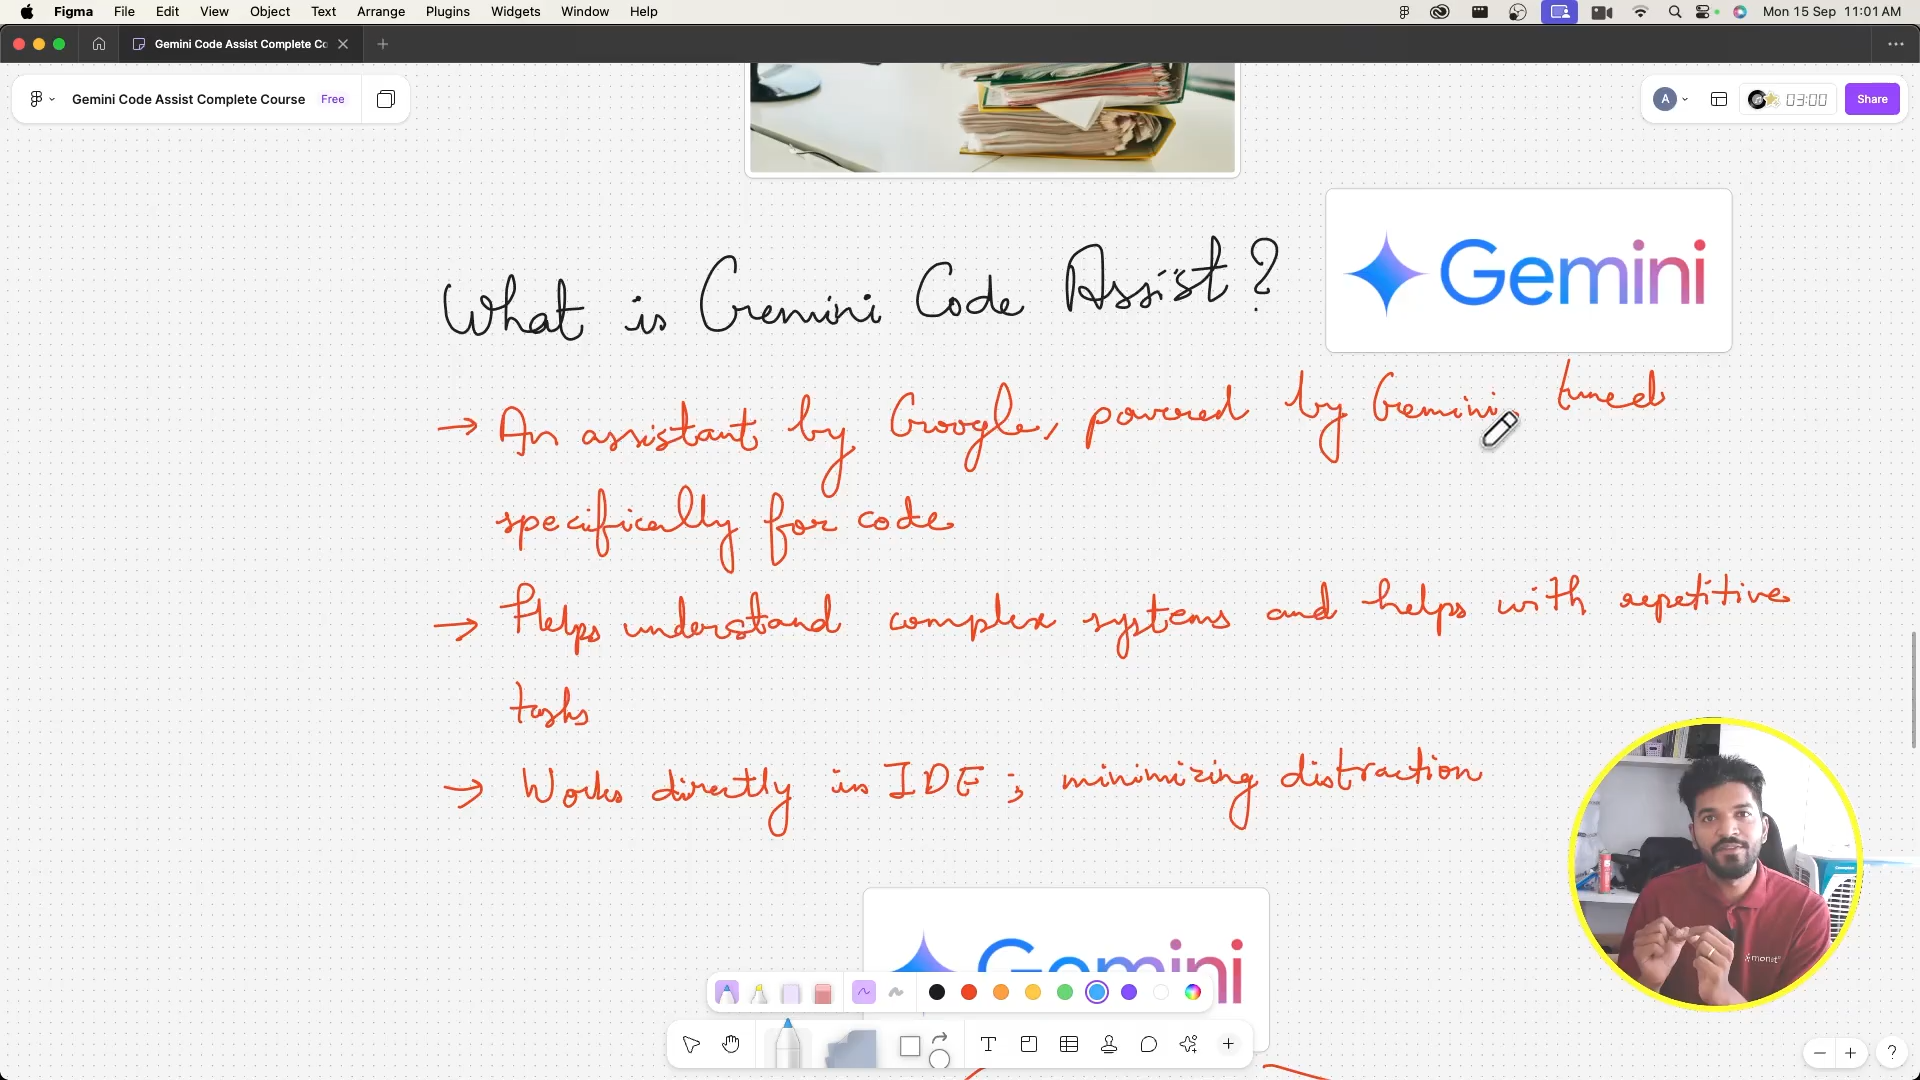 Figma File Edit View Object Text Arrange Plugins Widgets Window Help Mon 15 Sep 11:01 AM
Gemini Code Assist Complete Co
Gemini Code Assist Complete Course Free
A 03:00 Share
Gemini
What is Gemini Code Assist?
→ An assistant by Google, powered by Gemini, tuned
specifically for code
→ Helps understand complex systems and helps with repetitive
tasks
→ Works directly in IDE; minimizing distraction
monst
Gemini
T
?